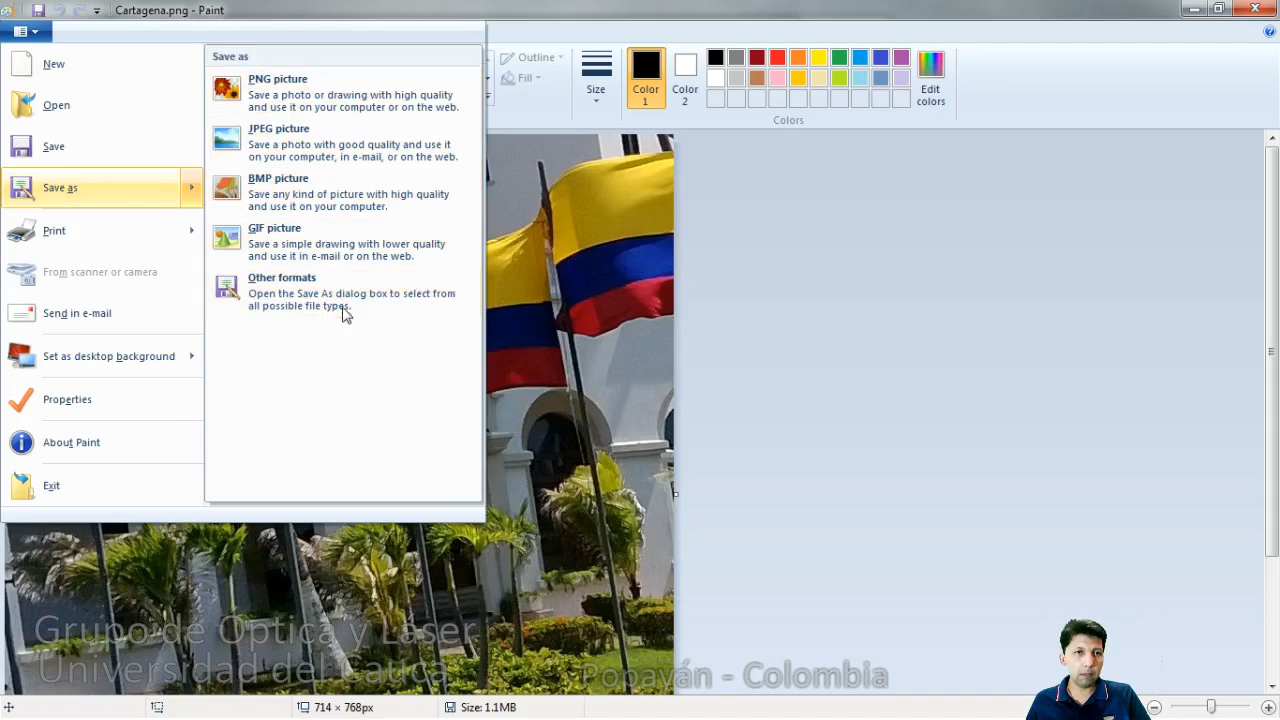 Cartagena.png - Paint
Save as
New
PNG picture
Save a photo or drawing with high quality
and use it on your computer or on the web.
Open
JPEG picture
Save a photo with good quality and use it
on your computer, in e-mail, or on the web.
Save
BMP picture
Save any kind of picture with high quality
and use it on your computer.
Save as
GIF picture
Save a simple drawing with lower quality
and use it in e-mail or on the web.
Print
Other formats
Open the Save As dialog box to select from
all possible file types.
From scanner or camera
Send in e-mail
Set as desktop background
Properties
About Paint
Exit
Outline
Fill
Size
Color
1
Color
2
Edit
colors
Colors
Grupo de Óptica y Láser
Universidad del Cauca
Popayán - Colombia
714 × 768px
Size: 1.1MB